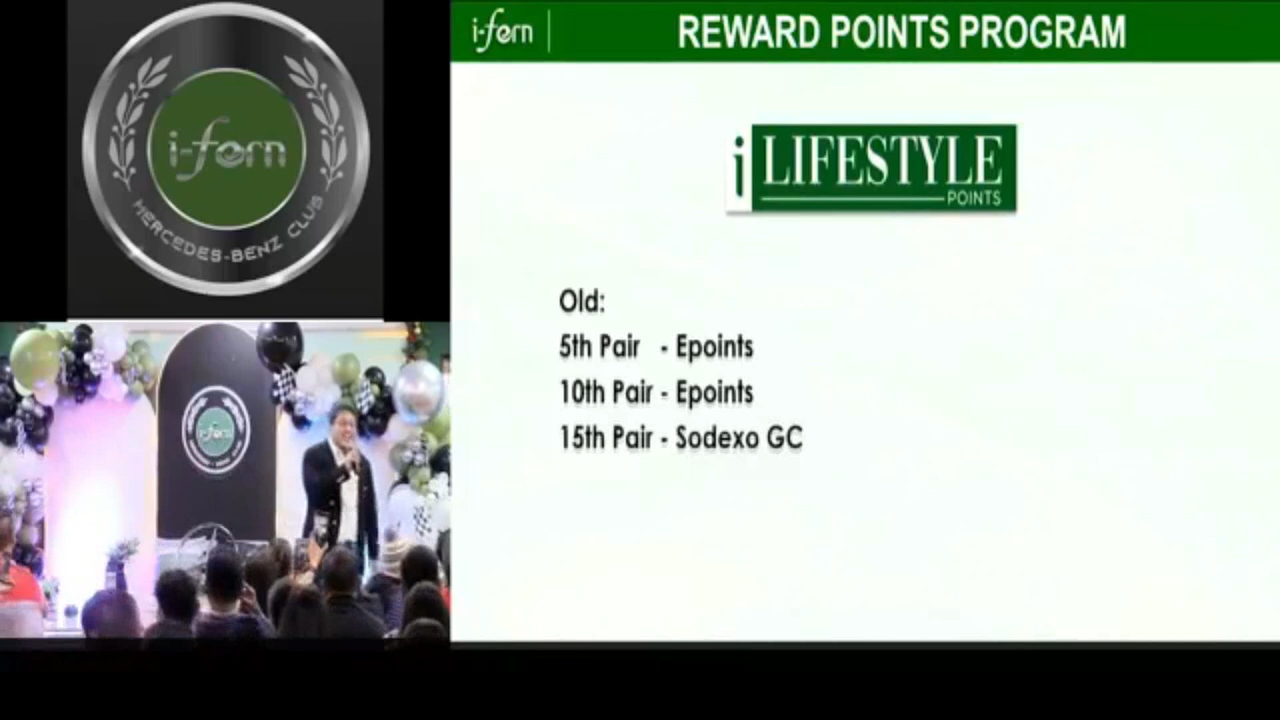 i-fern
MERCEDES-BENZ CLUB
i-fern
i-fern
REWARD POINTS PROGRAM
i LIFESTYLE
POINTS
Old:
5th Pair - Epoints
10th Pair - Epoints
15th Pair - Sodexo GC